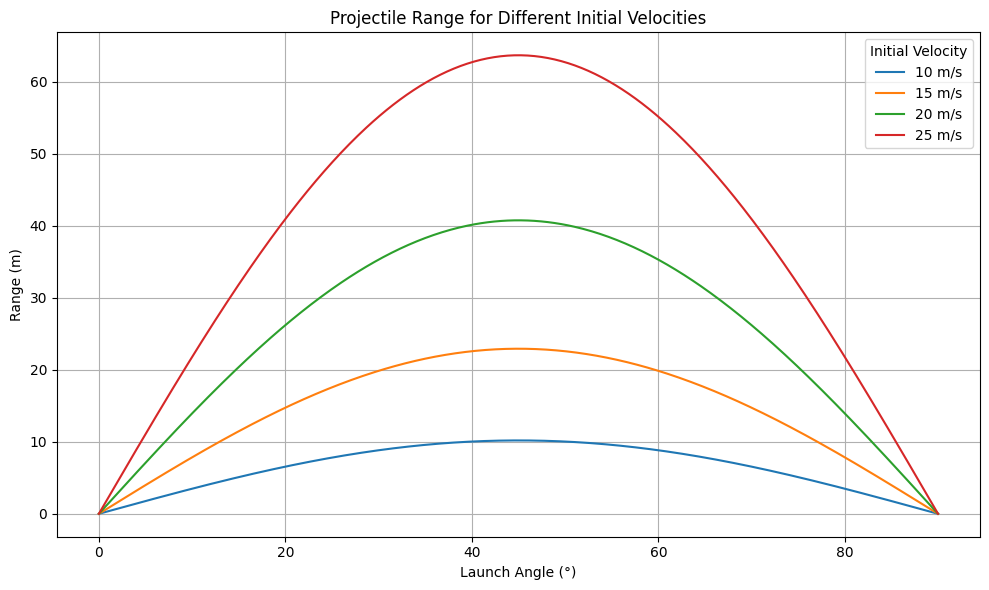 Projectile Range for Different Initial Velocities
Initial Velocity
10 m/s
15 m/s
20 m/s
25 m/s
Range (m)
60
50
40
30
20
10
0
0 20 40 60 80
Launch Angle (°)